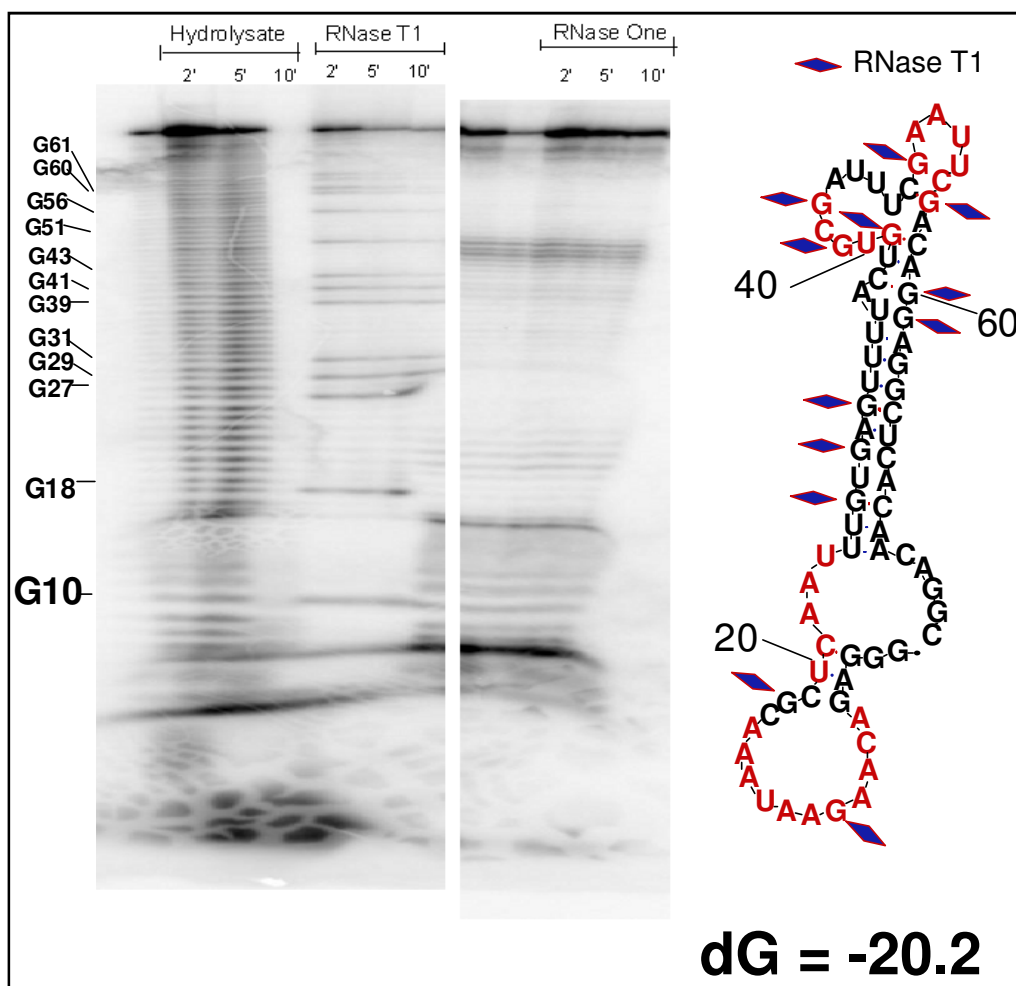 Hydrolysate
RNase T1
RNase One
2' 5' 10'
2' 5' 10'
2' 5' 10'
G61
G60
G56
G51
G43
G41
G39
G31
G29
G27
G18
G10
RNase T1
GGGAGACAAGAAUAAACGCUCAAUUUGUGAGUUUUACUGUGCGAUUUUCGAAUUCGACAGGAGGCUCACAACAGGC
40
60
20
dG = -20.2